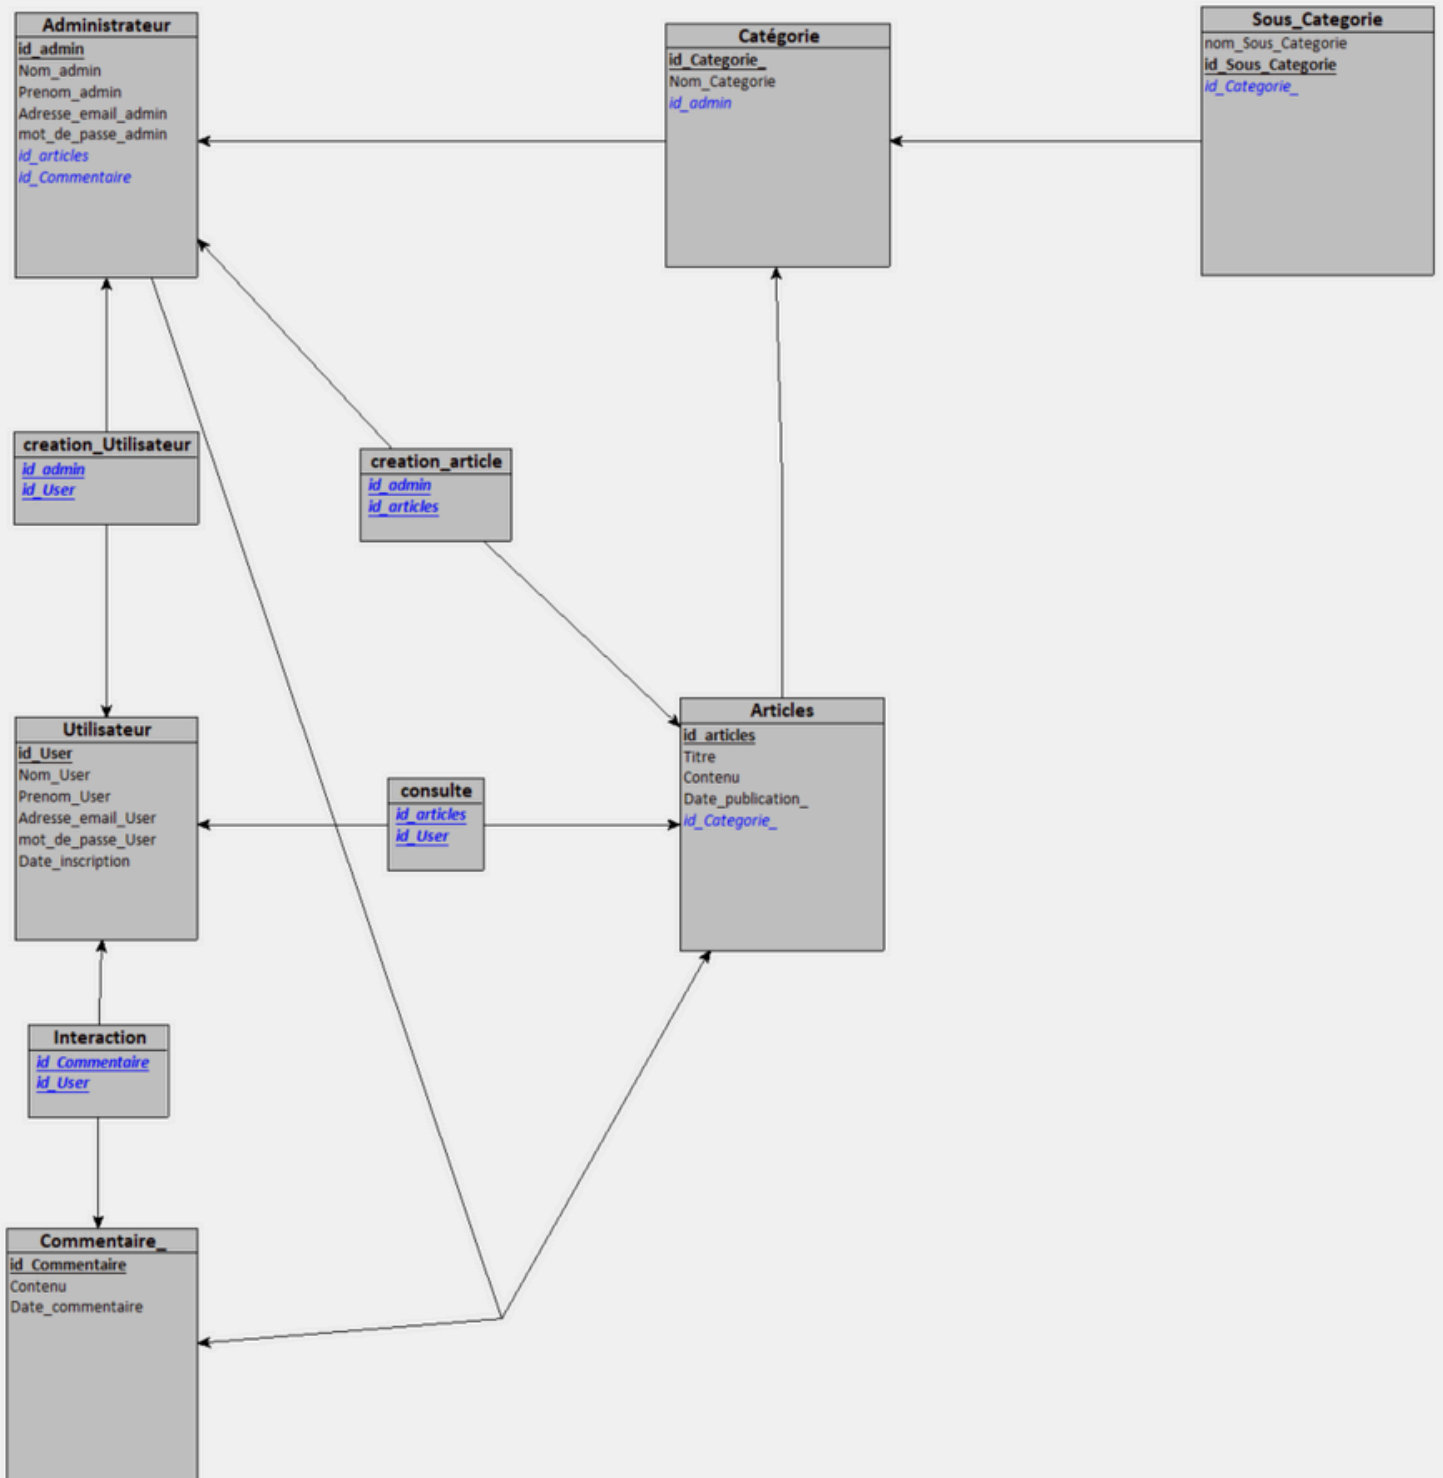 Administrateur
id_admin
Nom_admin
Prenom_admin
Adresse_email_admin
mot_de_passe_admin
id_articles
id_Commentaire
Catégorie
id_Categorie_
Nom_Categorie
id_admin
Sous_Categorie
nom_Sous_Categorie
id_Sous_Categorie
id_Categorie_
creation_Utilisateur
id_admin
id_User
creation_article
id_admin
id_articles
Utilisateur
id_User
Nom_User
Prenom_User
Adresse_email_User
mot_de_passe_User
Date_inscription
consulte
id_articles
id_User
Articles
id_articles
Titre
Contenu
Date_publication_
id_Categorie_
Interaction
id_Commentaire
id_User
Commentaire_
id_Commentaire
Contenu
Date_commentaire